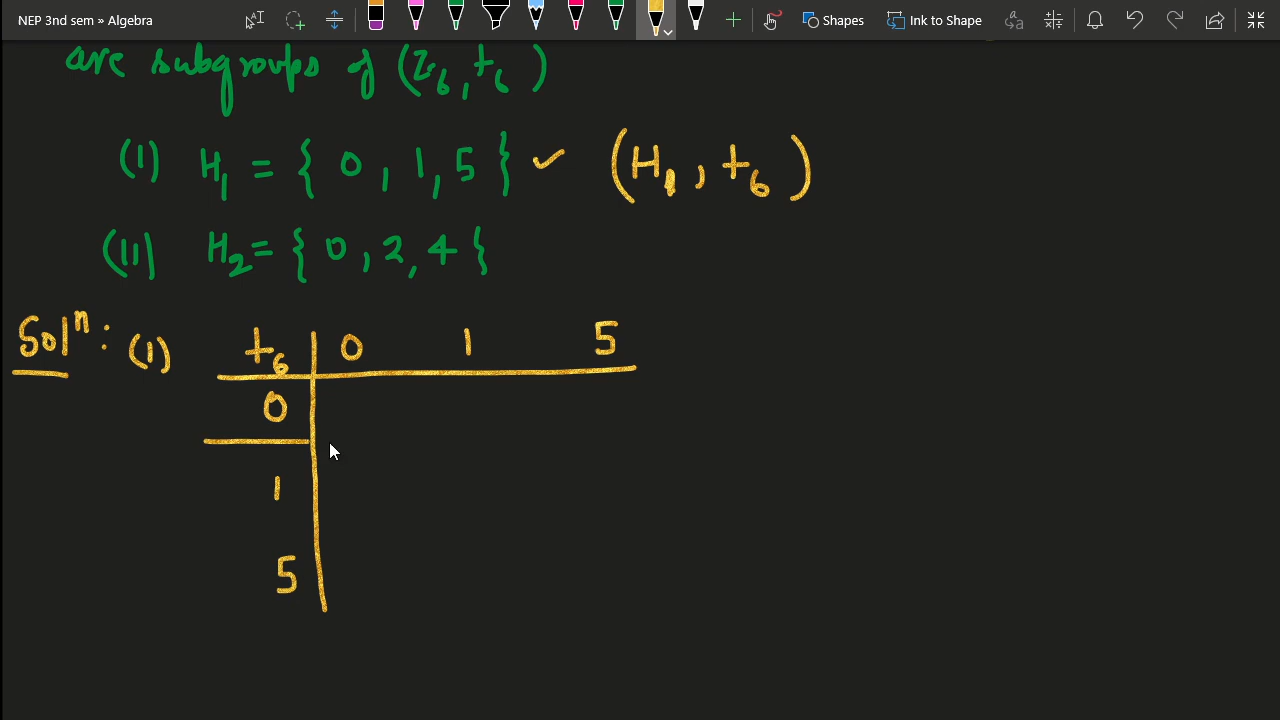 NEP 3nd sem » Algebra
Shapes
Ink to Shape
are subgroups of (Z₆, +₆)
(I) H₁ = { 0, 1, 5 } ✓ (H₁, +₆)
(II) H₂ = { 0, 2, 4 }
Solⁿ: (1) +₆ 0 1 5
0
1
5